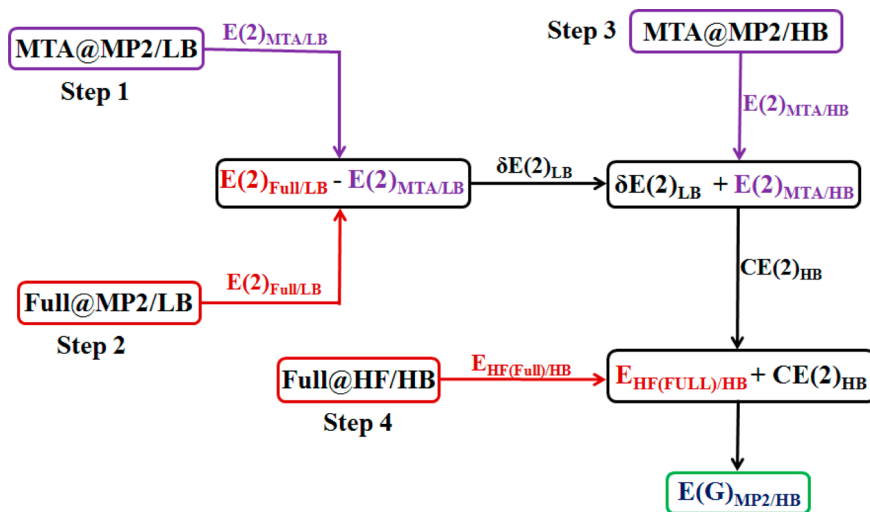 MTA@MP2/LB
E(2)MTA/LB
Step 1
Step 3
MTA@MP2/HB
E(2)MTA/HB
E(2)Full/LB - E(2)MTA/LB
δE(2)LB
δE(2)LB + E(2)MTA/HB
CE(2)HB
Full@MP2/LB
E(2)Full/LB
Step 2
Full@HF/HB
EHF(Full)/HB
Step 4
EHF(FULL)/HB + CE(2)HB
E(G)MP2/HB